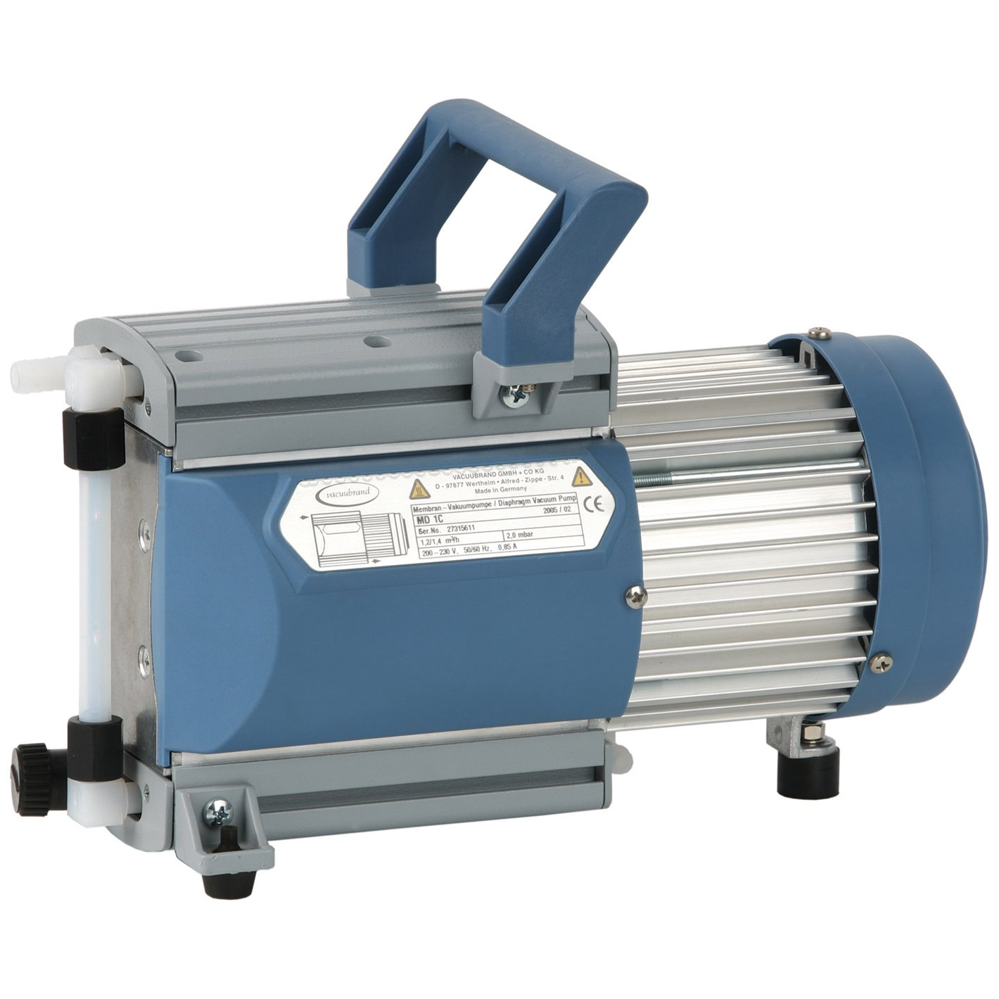 vacuubrand
VACUUBRAND GMBH + CO KG
D - 97877 Wertheim • Alfred - Zippe - Str. 4
Made in Germany
Membran – Vakuumpumpe / Diaphragm Vacuum Pump
MD 1C 2005 / 02
Ser.No. 27315611
1,2/1,4 m³/h 2,0 mbar
200 – 230 V, 50/60 Hz, 0,85 A
CE